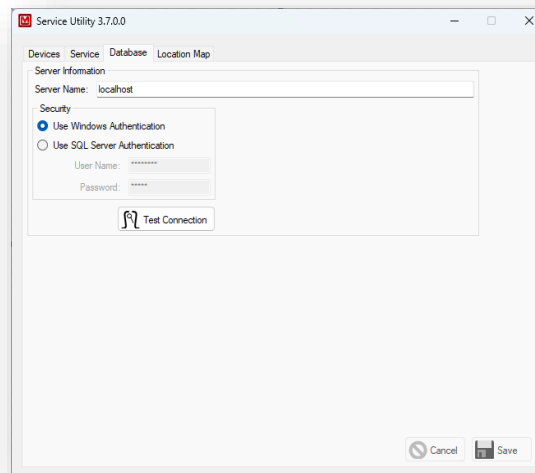 Service Utility 3.7.0.0
Devices Service Database Location Map
Server Information
Server Name: localhost
Security
Use Windows Authentication
Use SQL Server Authentication
User Name: ********
Password: *****
Test Connection
Cancel Save